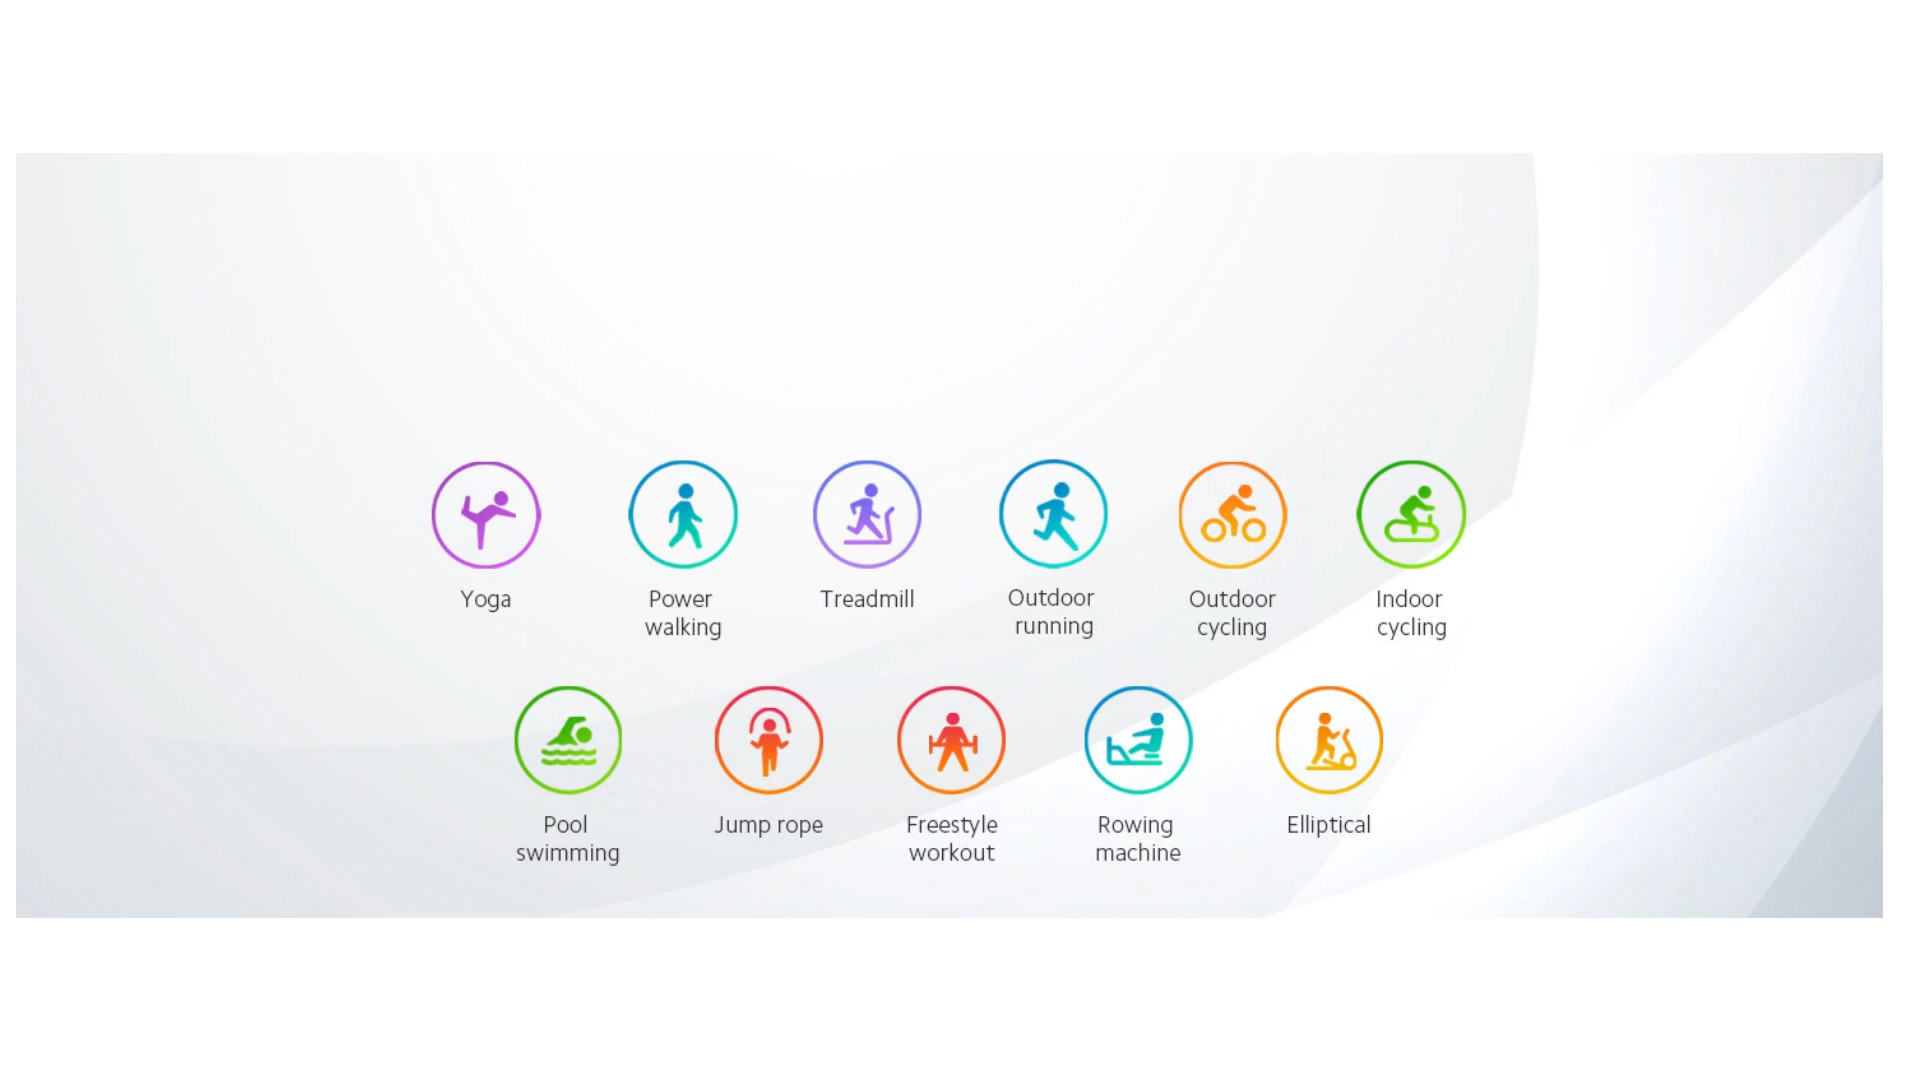 Yoga
Power
walking
Treadmill
Outdoor
running
Outdoor
cycling
Indoor
cycling
Pool
swimming
Jump rope
Freestyle
workout
Rowing
machine
Elliptical